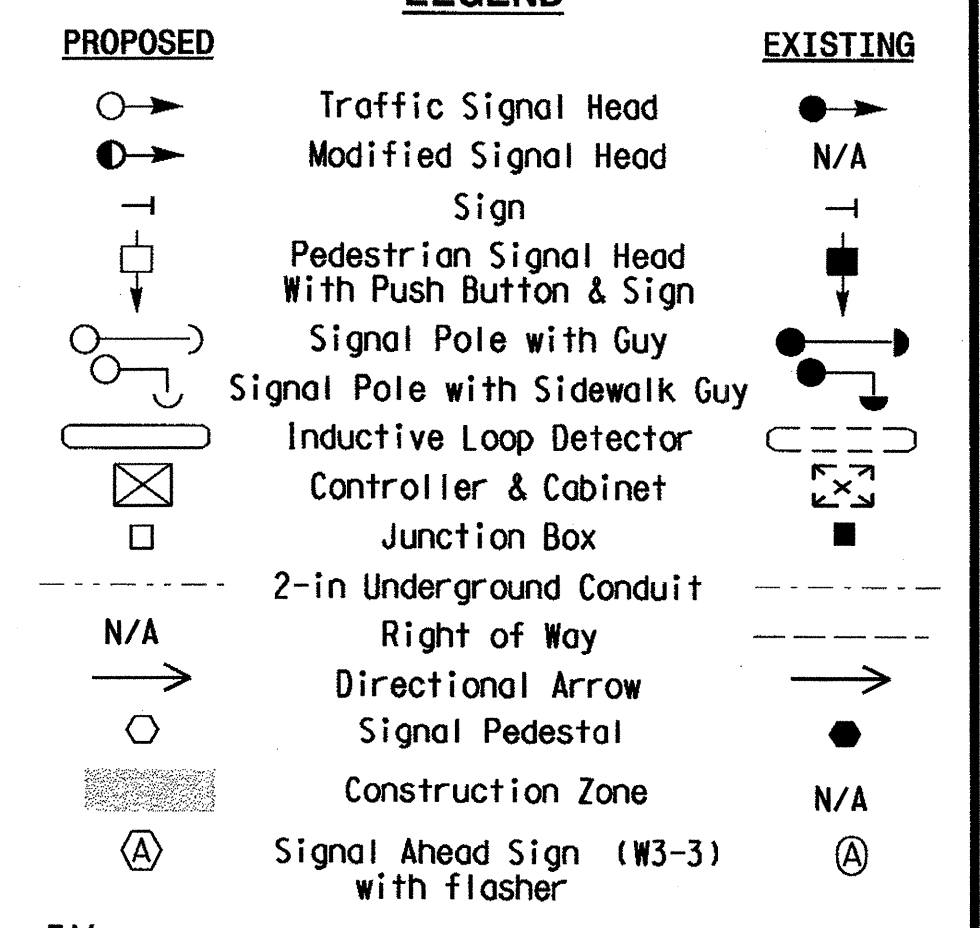 LEGEND
PROPOSED EXISTING
Traffic Signal Head
Modified Signal Head N/A
Sign
Pedestrian Signal Head
With Push Button & Sign
Signal Pole with Guy
Signal Pole with Sidewalk Guy
Inductive Loop Detector
Controller & Cabinet
Junction Box
2-in Underground Conduit
N/A Right of Way
Directional Arrow
Signal Pedestal
Construction Zone N/A
A Signal Ahead Sign (W3-3) A
with flasher